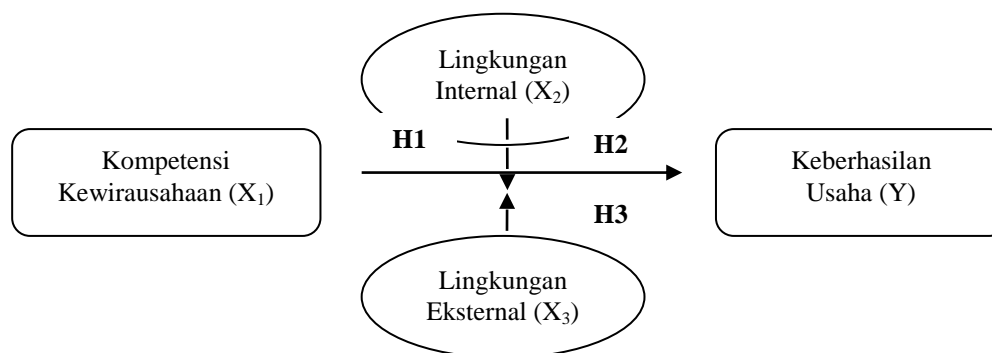 Lingkungan
Internal (X₂)
H1
H2
Kompetensi
Kewirausahaan (X₁)
Keberhasilan
Usaha (Y)
H3
Lingkungan
Eksternal (X₃)